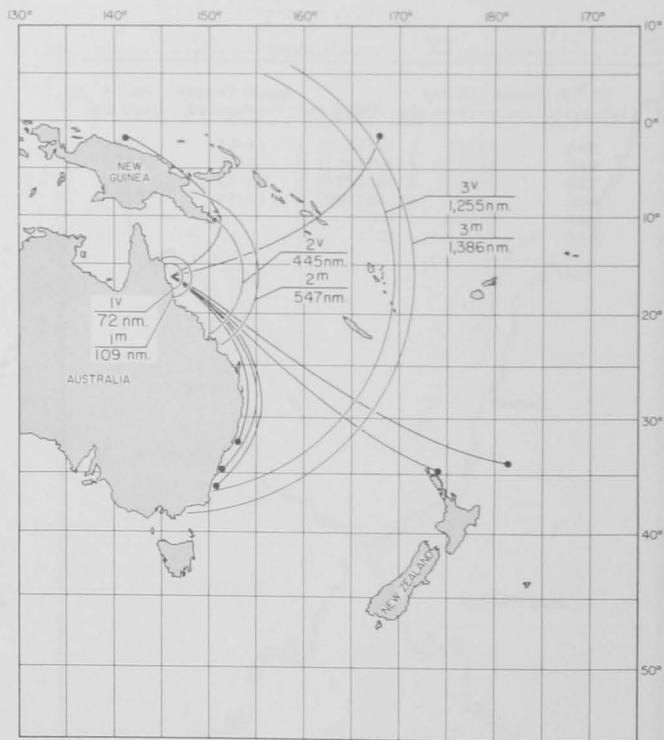 130° 140° 150° 160° 170° 180° 170°
10°
0°
NEW
GUINEA
3v
1,255nm.
10°
3m
1,386nm.
2v
445nm.
2m
547nm.
1v
72 nm.
1m
109 nm.
20°
AUSTRALIA
30°
40°
NEW ZEALAND
50°